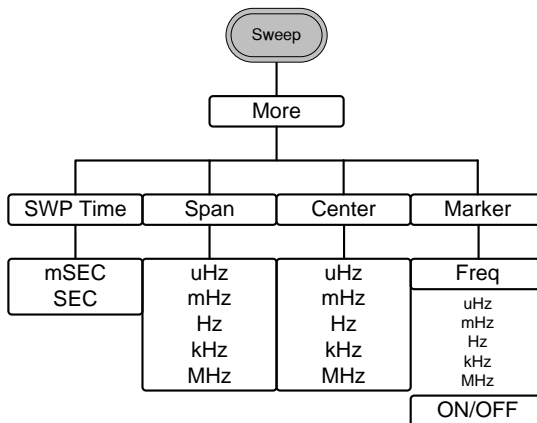 Sweep
More
SWP Time
Span
Center
Marker
mSEC
SEC
uHz
mHz
Hz
kHz
MHz
uHz
mHz
Hz
kHz
MHz
Freq
uHz
mHz
Hz
kHz
MHz
ON/OFF